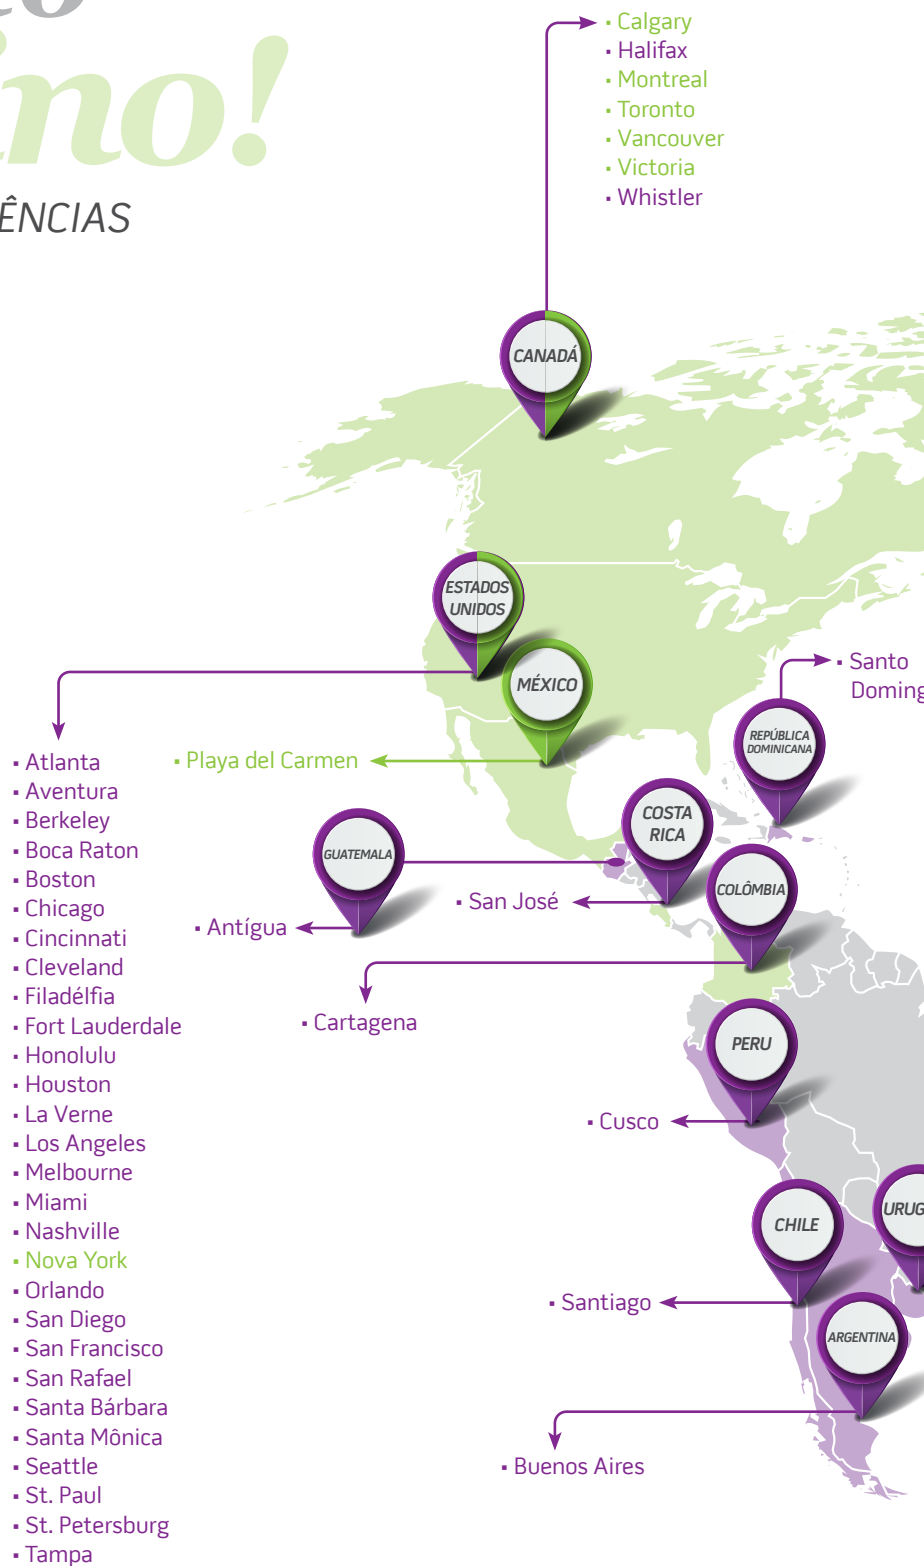 ino!
ÊNCIAS
▪ Calgary
▪ Halifax
▪ Montreal
▪ Toronto
▪ Vancouver
▪ Victoria
▪ Whistler
CANADÁ
ESTADOS
UNIDOS
MÉXICO
▪ Santo
REPÚBLICA
DOMINICANA
▪ Playa del Carmen
COSTA
RICA
GUATEMALA
COLÔMBIA
▪ San José
▪ Antígua
▪ Cartagena
PERU
▪ Cusco
CHILE
▪ Santiago
ARGENTINA
▪ Buenos Aires
▪ Atlanta
▪ Aventura
▪ Berkeley
▪ Boca Raton
▪ Boston
▪ Chicago
▪ Cincinnati
▪ Cleveland
▪ Filadélfia
▪ Fort Lauderdale
▪ Honolulu
▪ Houston
▪ La Verne
▪ Los Angeles
▪ Melbourne
▪ Miami
▪ Nashville
▪ Nova York
▪ Orlando
▪ San Diego
▪ San Francisco
▪ San Rafael
▪ Santa Bárbara
▪ Santa Mônica
▪ Seattle
▪ St. Paul
▪ St. Petersburg
▪ Tampa